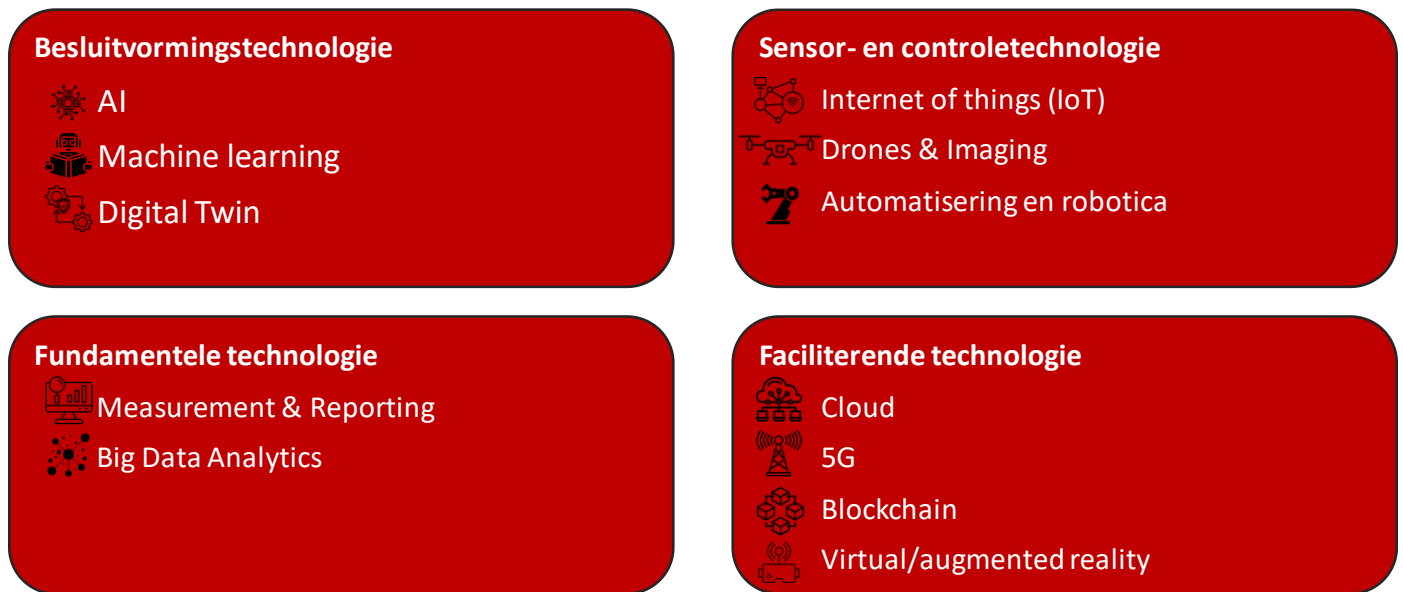 Besluitvormingstechnologie
AI
Machine learning
Digital Twin
Sensor- en controletechnologie
Internet of things (IoT)
Drones & Imaging
Automatisering en robotica
Fundamentele technologie
Measurement & Reporting
Big Data Analytics
Faciliterende technologie
Cloud
5G
Blockchain
Virtual/augmented reality